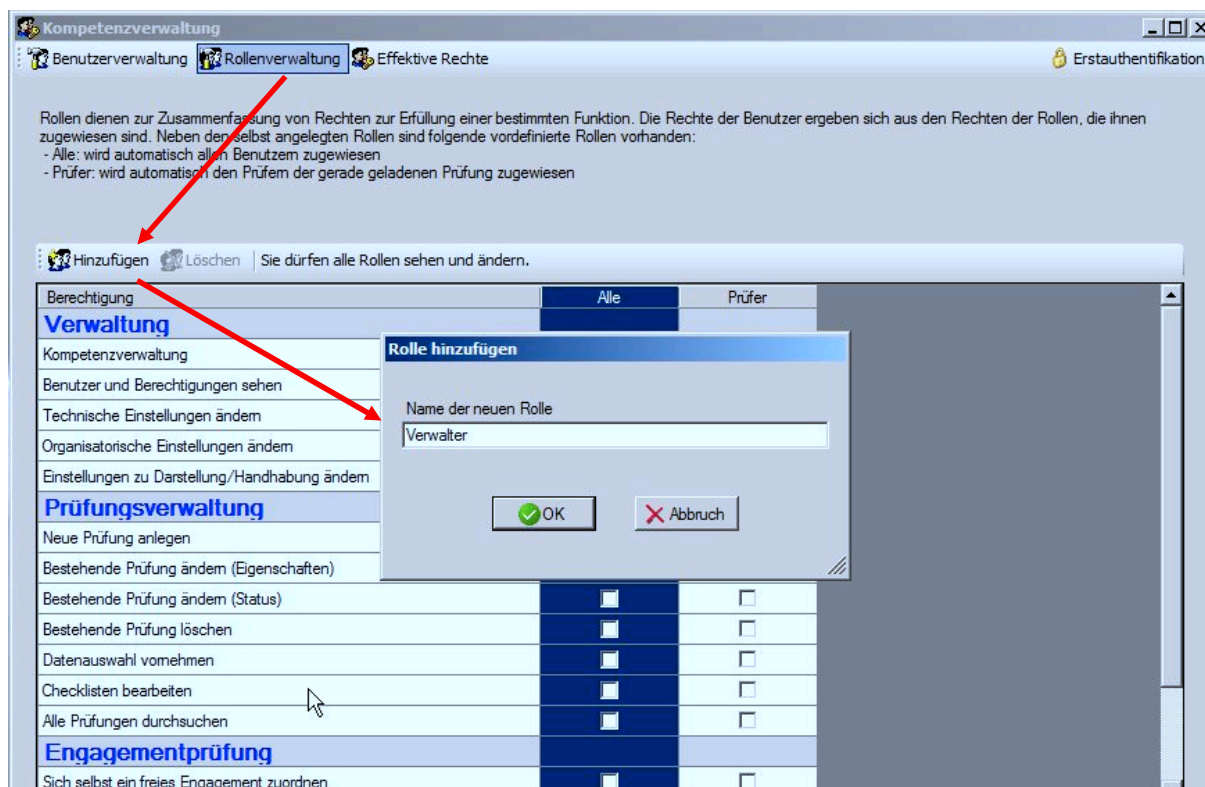 Kompetenzverwaltung
Benutzerverwaltung Rollenverwaltung Effektive Rechte Erstauthentifikation
Rollen dienen zur Zusammenfassung von Rechten zur Erfüllung einer bestimmten Funktion. Die Rechte der Benutzer ergeben sich aus den Rechten der Rollen, die ihnen
zugewiesen sind. Neben den selbst angelegten Rollen sind folgende vordefinierte Rollen vorhanden:
- Alle: wird automatisch allen Benutzern zugewiesen
- Prüfer: wird automatisch den Prüfern der gerade geladenen Prüfung zugewiesen
Hinzufügen Löschen Sie dürfen alle Rollen sehen und ändern.
Berechtigung Alle Prüfer
Verwaltung
Kompetenzverwaltung
Benutzer und Berechtigungen sehen
Technische Einstellungen ändern
Organisatorische Einstellungen ändern
Einstellungen zu Darstellung/Handhabung ändern
Prüfungsverwaltung
Neue Prüfung anlegen
Bestehende Prüfung ändern (Eigenschaften)
Bestehende Prüfung ändern (Status)
Bestehende Prüfung löschen
Datenauswahl vornehmen
Checklisten bearbeiten
Alle Prüfungen durchsuchen
Engagementprüfung
Sich selbst ein freies Engagement zuordnen
Rolle hinzufügen
Name der neuen Rolle
Verwalter
OK Abbruch